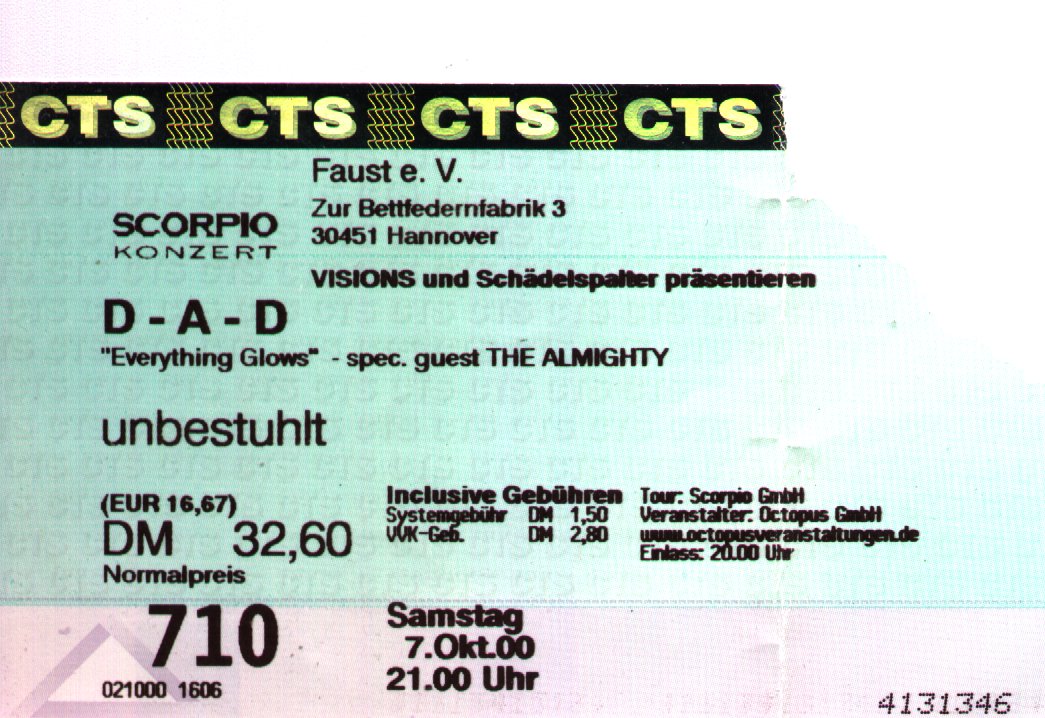 CTS CTS CTS CTS
Faust e. V.
Zur Bettfedernfabrik 3
30451 Hannover
SCORPIO
KONZERT
VISIONS und Schädelspalter präsentieren
D - A - D
"Everything Glows" - spec. guest THE ALMIGHTY
unbestuhlt
(EUR 16,67)
DM 32,60
Normalpreis
Inclusive Gebühren
Systemgebühr DM 1,50
VVK-Geb. DM 2,80
Tour: Scorpio GmbH
Veranstalter: Octopus GmbH
www.octopusveranstaltungen.de
Einlass: 20.00 Uhr
710
021000 1606
Samstag
7.Okt.00
21.00 Uhr
4131346